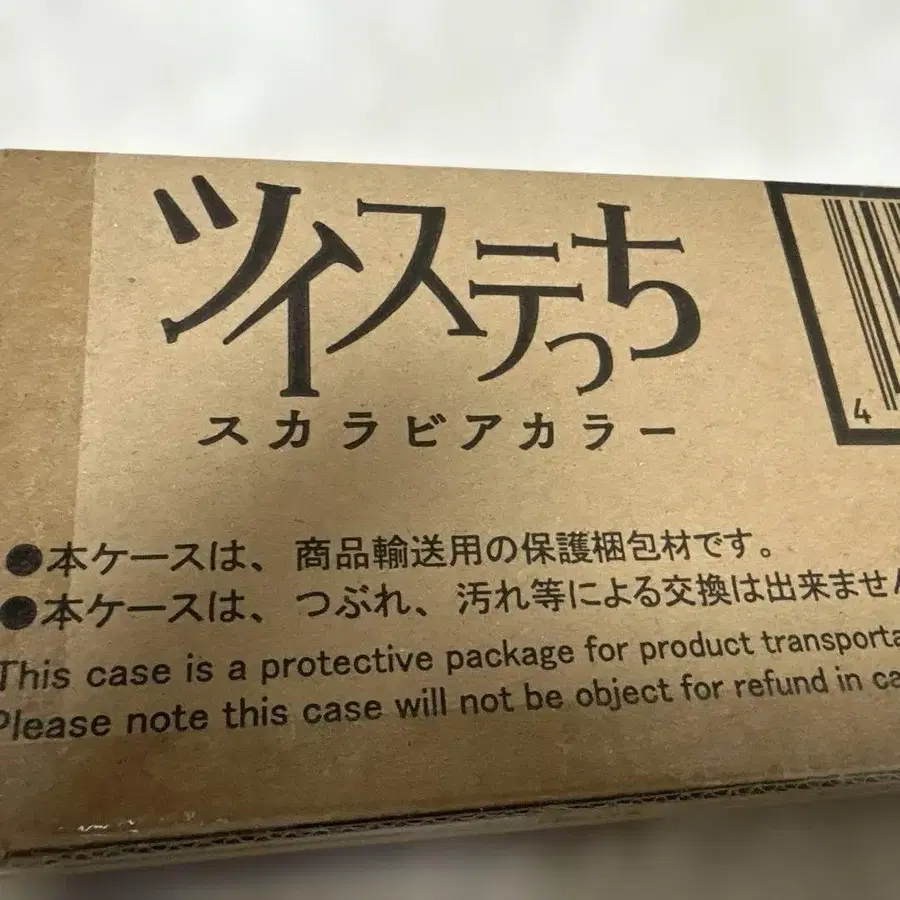 ツイステっち
スカラビアカラー
4
●本ケースは、商品輸送用の保護梱包材です。
●本ケースは、つぶれ、汚れ等による交換は出来ません
This case is a protective package for product
Please note this case will not be object for refund in